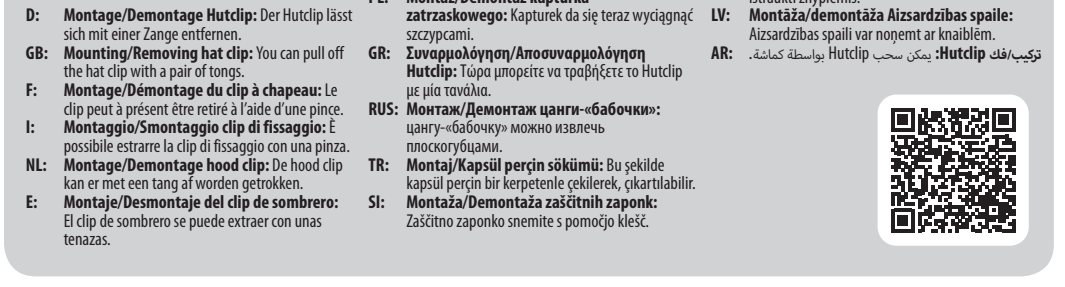 D: Montage/Demontage Hutclip: Der Hutclip lässt
sich mit einer Zange entfernen.
GB: Mounting/Removing hat clip: You can pull off
the hat clip with a pair of tongs.
F: Montage/Démontage du clip à chapeau: Le
clip peut à présent être retiré à l'aide d'une pince.
I: Montaggio/Smontaggio clip di fissaggio: È
possibile estrarre la clip di fissaggio con una pinza.
NL: Montage/Demontage hood clip: De hood clip
kan er met een tang af worden getrokken.
E: Montaje/Desmontaje del clip de sombrero:
El clip de sombrero se puede extraer con unas
tenazas.
zatrzaskowego: Kapturek da się teraz wyciągnąć
szczypcami.
GR: Συναρμολόγηση/Αποσυναρμολόγηση
Hutclip: Τώρα μπορείτε να τραβήξετε το Hutclip
με μία τανάλια.
RUS: Монтаж/Демонтаж цанги-«бабочки»:
цангу-«бабочку» можно извлечь
плоскогубцами.
TR: Montaj/Kapsül perçin sökümü: Bu şekilde
kapsül perçin bir kerpetenle çekilerek, çıkartılabilir.
SI: Montaža/Demontaža zaščitnih zaponk:
Zaščitno zaponko snemite s pomočjo klešč.
LV: Montāža/demontāža Aizsardzības spaile:
Aizsardzības spaili var noņemt ar knaiblēm.
AR: تركيب/فك Hutclip: يمكن سحب Hutclip بواسطة كماشة.